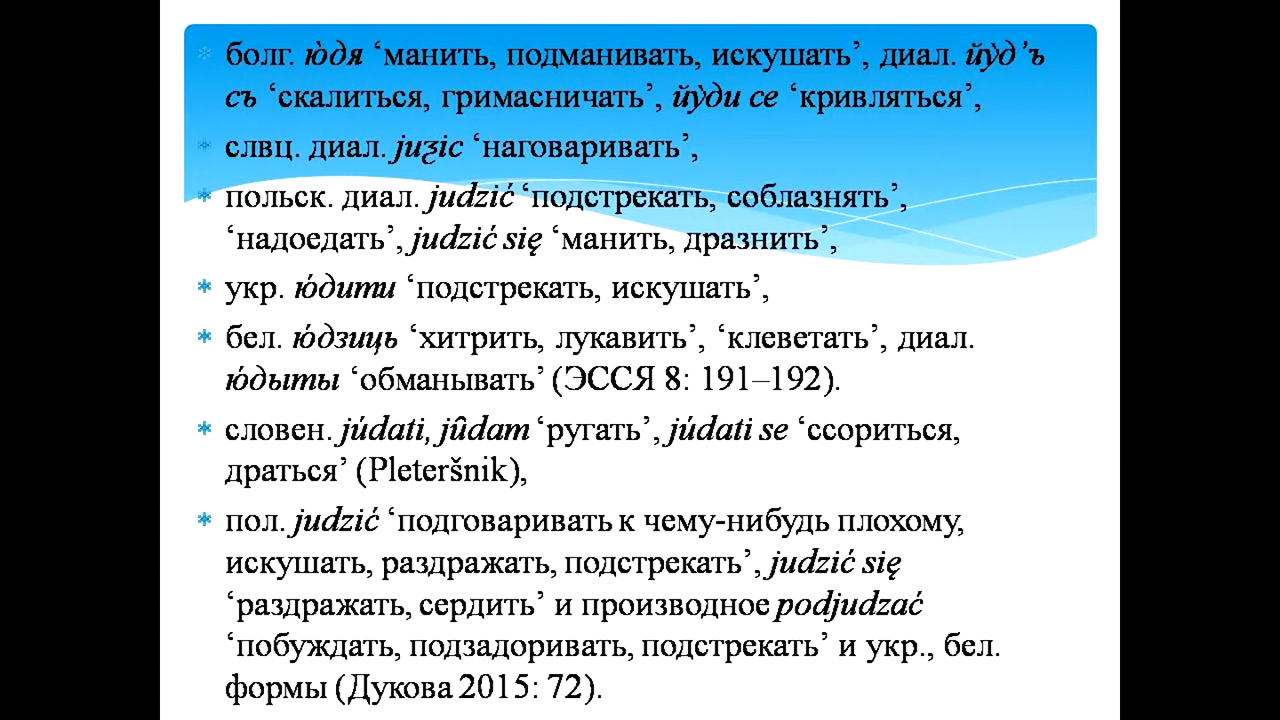 болг. ю̀дя ‘манить, подманивать, искушать’, диал. йу̀д’ъ
съ ‘скалиться, гримасничать’, йу̀ди се ‘кривляться’,
слвц. диал. juʒic ‘наговаривать’,
польск. диал. judzić ‘подстрекать, соблазнять’,
‘надоедать’, judzić się ‘манить, дразнить’,
укр. ю́дити ‘подстрекать, искушать’,
бел. ю́дзиць ‘хитрить, лукавить’, ‘клеветать’, диал.
ю́дыты ‘обманывать’ (ЭССЯ 8: 191–192).
словен. júdati, jȗdam ‘ругать’, júdati se ‘ссориться,
драться’ (Pleteršnik),
пол. judzić ‘подговаривать к чему-нибудь плохому,
искушать, раздражать, подстрекать’, judzić się
‘раздражать, сердить’ и производное podjudzać
‘побуждать, подзадоривать, подстрекать’ и укр., бел.
формы (Дукова 2015: 72).